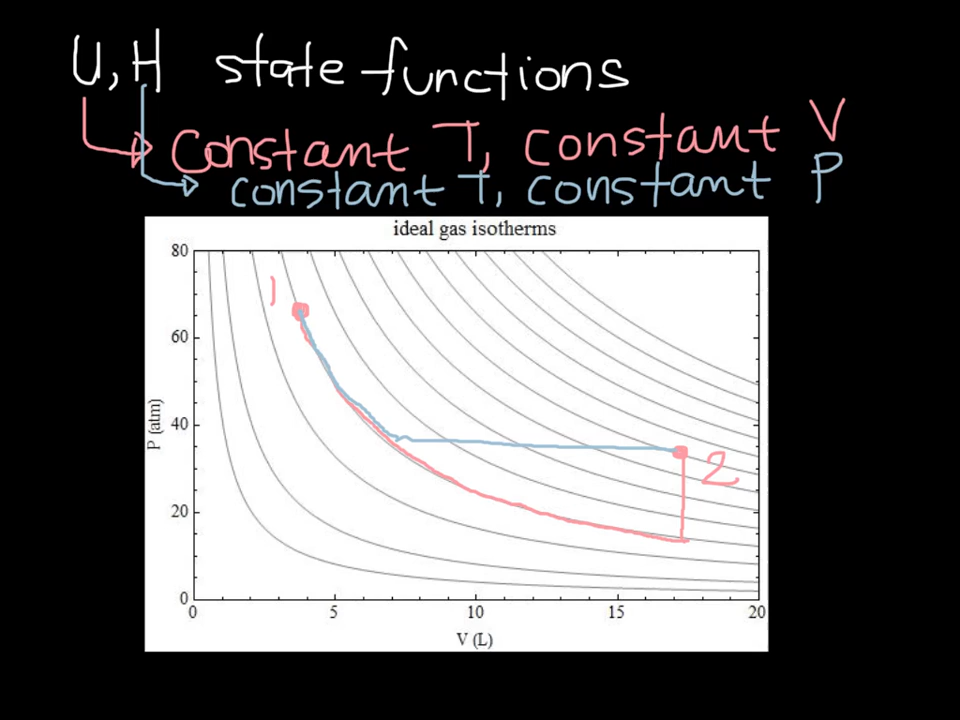 U, H state functions
Constant T, constant V
constant T, constant P
ideal gas isotherms
80
60
40
20
0
P (atm)
1
2
0 5 10 15 20
V (L)